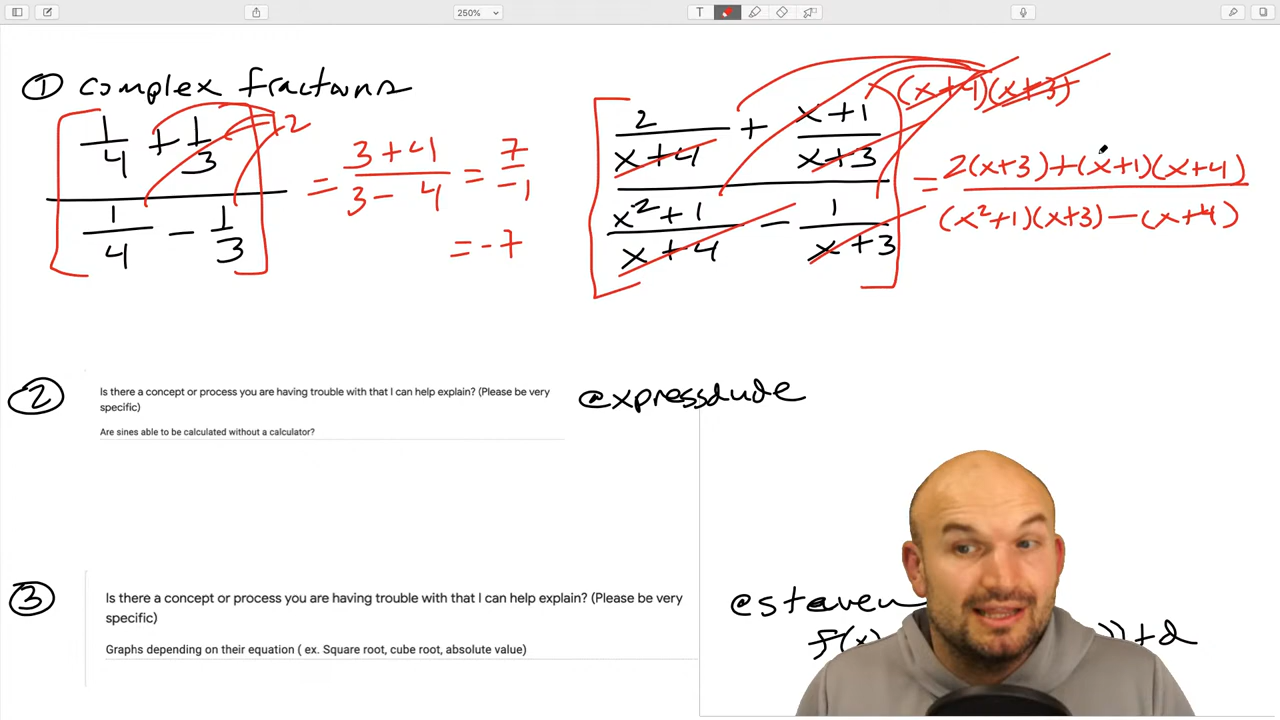 250%
T
① complex fractions
1/4 + 1/3
1/4 − 1/3
12
= (3+4)/(3−4) = 7/−1
= −7
2/(x+4) + (x+1)/(x+3)
(x²+1)/(x+4) − 1/(x+3)
(x+4)(x+3)
= 2(x+3)+(x+1)(x+4)
(x²+1)(x+3)−(x+4)
②
Is there a concept or process you are having trouble with that I can help explain? (Please be very
specific)
Are sines able to be calculated without a calculator?
@xpressdude
③
Is there a concept or process you are having trouble with that I can help explain? (Please be very
specific)
Graphs depending on their equation ( ex. Square root, cube root, absolute value)
@staven
f(x)
))+d